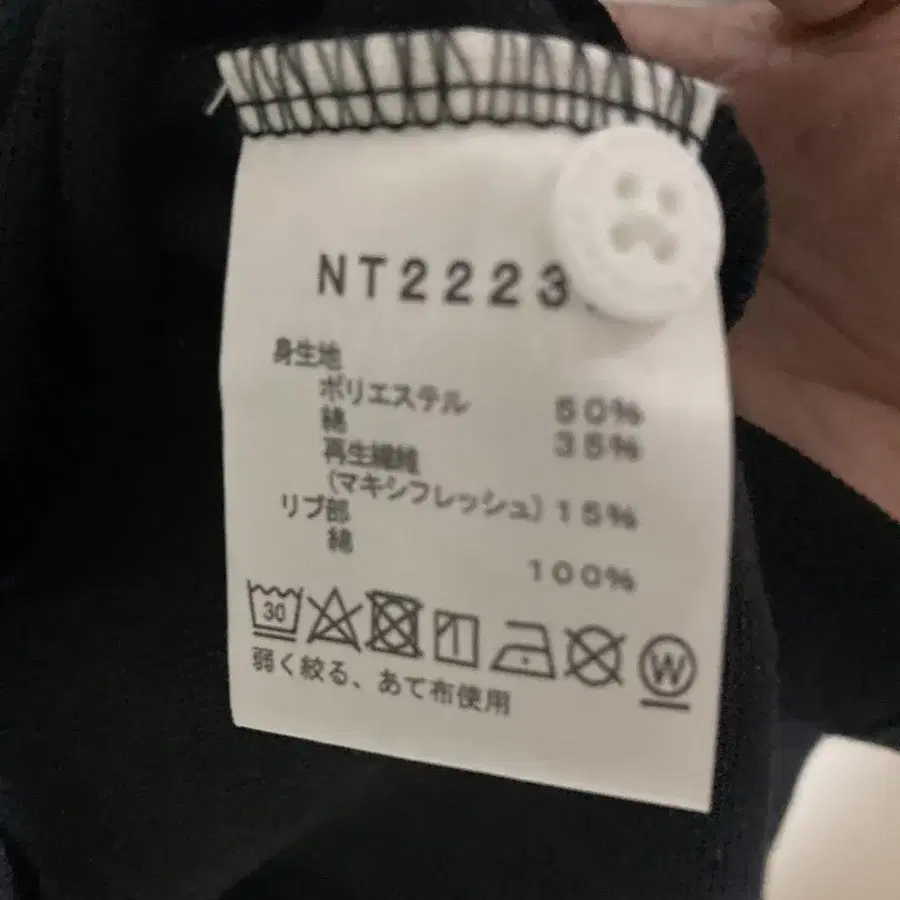 NT2223
身生地
ポリエステル 50%
綿 35%
再生繊維
(マキシフレッシュ) 15%
リブ部
綿 100%
30
W
弱く絞る、あて布使用